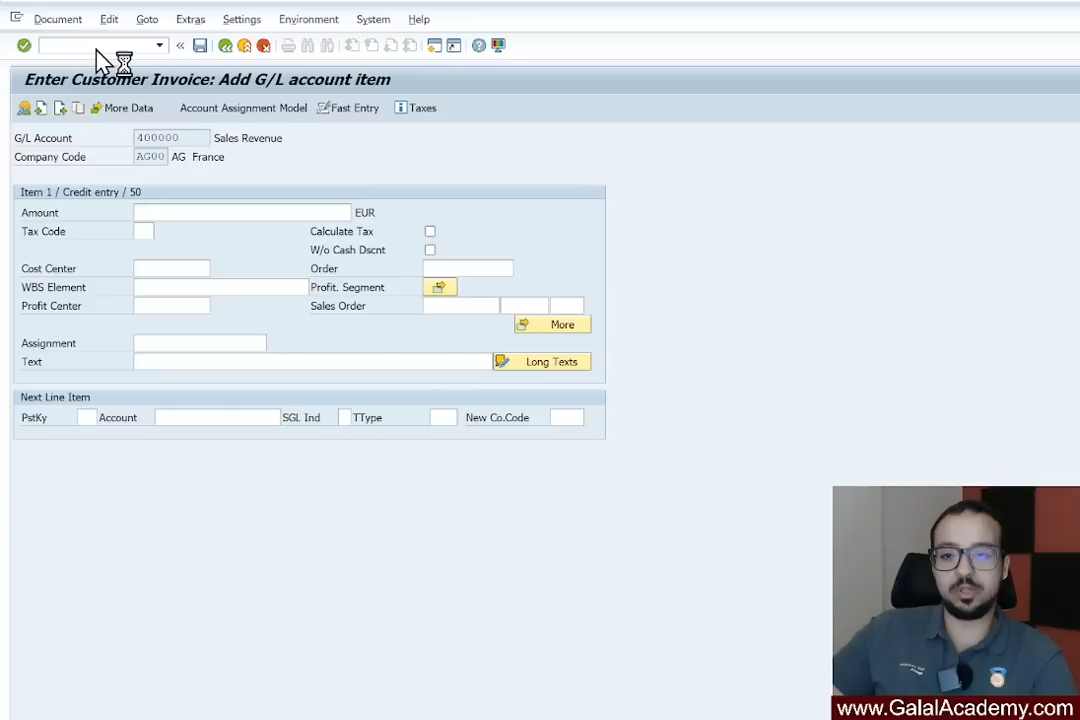 Document Edit Goto Extras Settings Environment System Help
Enter Customer Invoice: Add G/L account item
More Data Account Assignment Model Fast Entry Taxes
G/L Account 400000 Sales Revenue
Company Code AG00 AG France
Item 1 / Credit entry / 50
Amount EUR
Tax Code Calculate Tax
W/o Cash Dscnt
Cost Center Order
WBS Element Profit. Segment
Profit Center Sales Order
More
Assignment
Text Long Texts
Next Line Item
PstKy Account SGL Ind TType New Co.Code
www.GalalAcademy.com